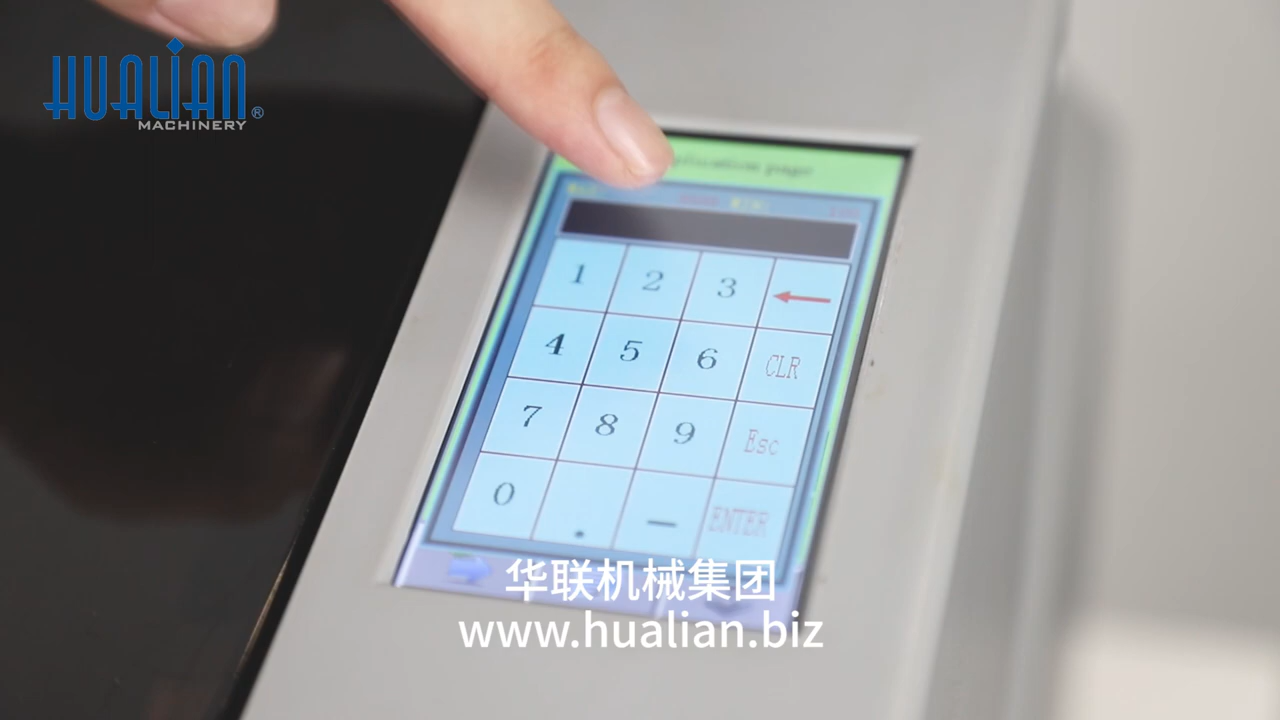 HUALIAN®
MACHINERY
page
1 2 3 ←
4 5 6 CLR
7 8 9 Esc
0 . - ENTER
华联机械集团
www.hualian.biz